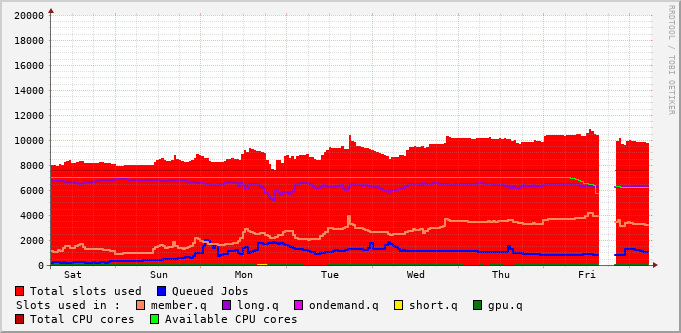 RRDTOOL / TOBI OETIKER
20000
18000
16000
14000
12000
10000
8000
6000
4000
2000
0
Sat Sun Mon Tue Wed Thu Fri
Total slots used Queued Jobs
Slots used in : member.q long.q ondemand.q short.q gpu.q
Total CPU cores Available CPU cores